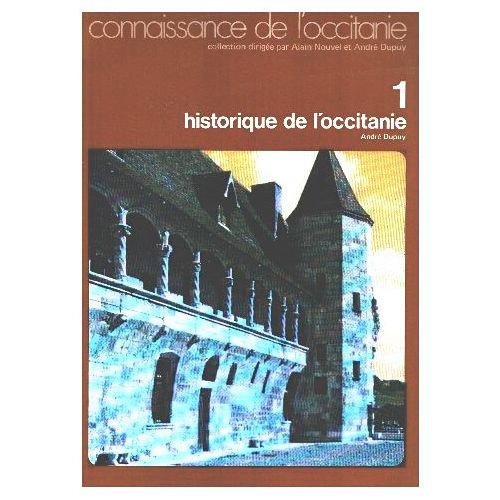 connaissance de l'occitanie
collection dirigée par Alain Nouvel et André Dupuy
1
historique de l'occitanie
André Dupuy